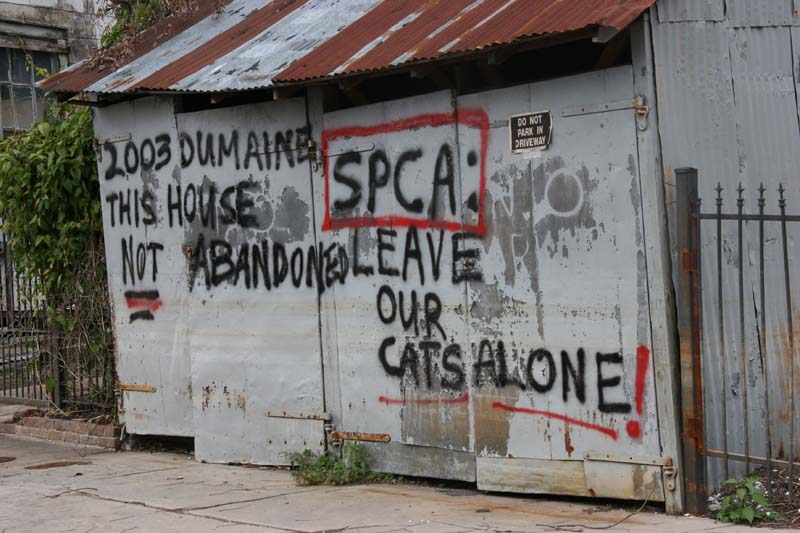 2003 DUMAINE
THIS HOUSE
NOT ABANDONED
SPCA:
LEAVE
OUR
CATS ALONE!
DO NOT
PARK IN
DRIVEWAY